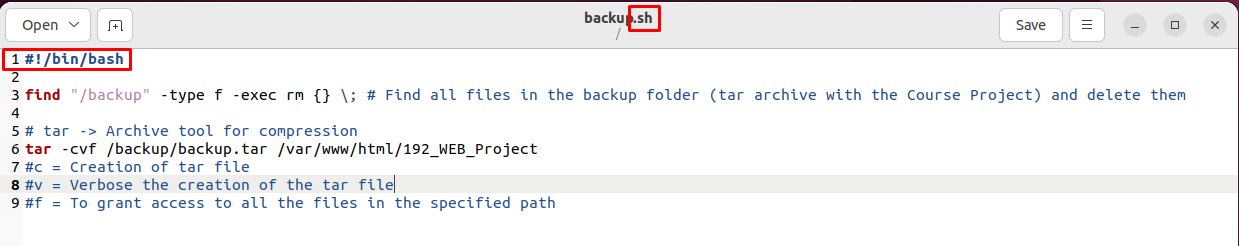 Open
backup.sh
/
Save
1 #!/bin/bash
2
3 find "/backup" -type f -exec rm {} \; # Find all files in the backup folder (tar archive with the Course Project) and delete them
4
5 # tar -> Archive tool for compression
6 tar -cvf /backup/backup.tar /var/www/html/192_WEB_Project
7 #c = Creation of tar file
8 #v = Verbose the creation of the tar file
9 #f = To grant access to all the files in the specified path